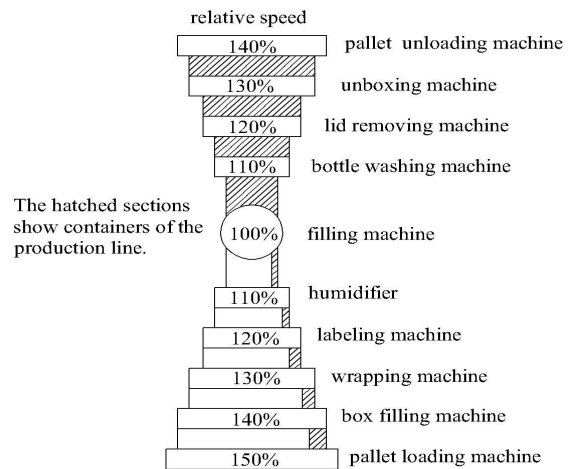 relative speed
140% pallet unloading machine
130% unboxing machine
120% lid removing machine
110% bottle washing machine
The hatched sections
show containers of the
production line.
100% filling machine
110% humidifier
120% labeling machine
130% wrapping machine
140% box filling machine
150% pallet loading machine